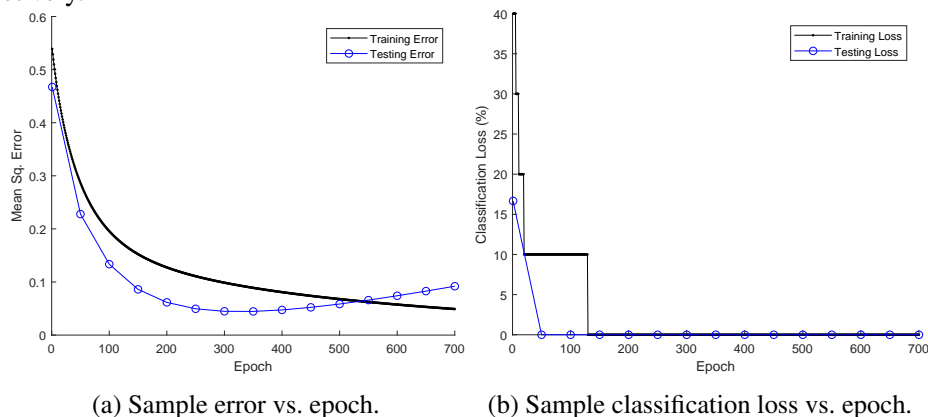 0.6
0.5
0.4
0.3
0.2
0.1
0
Mean Sq. Error
Training Error
Testing Error
0 100 200 300 400 500 600 700
Epoch
(a) Sample error vs. epoch.
40
35
30
25
20
15
10
5
0
Classification Loss (%)
Training Loss
Testing Loss
0 100 200 300 400 500 600 700
Epoch
(b) Sample classification loss vs. epoch.